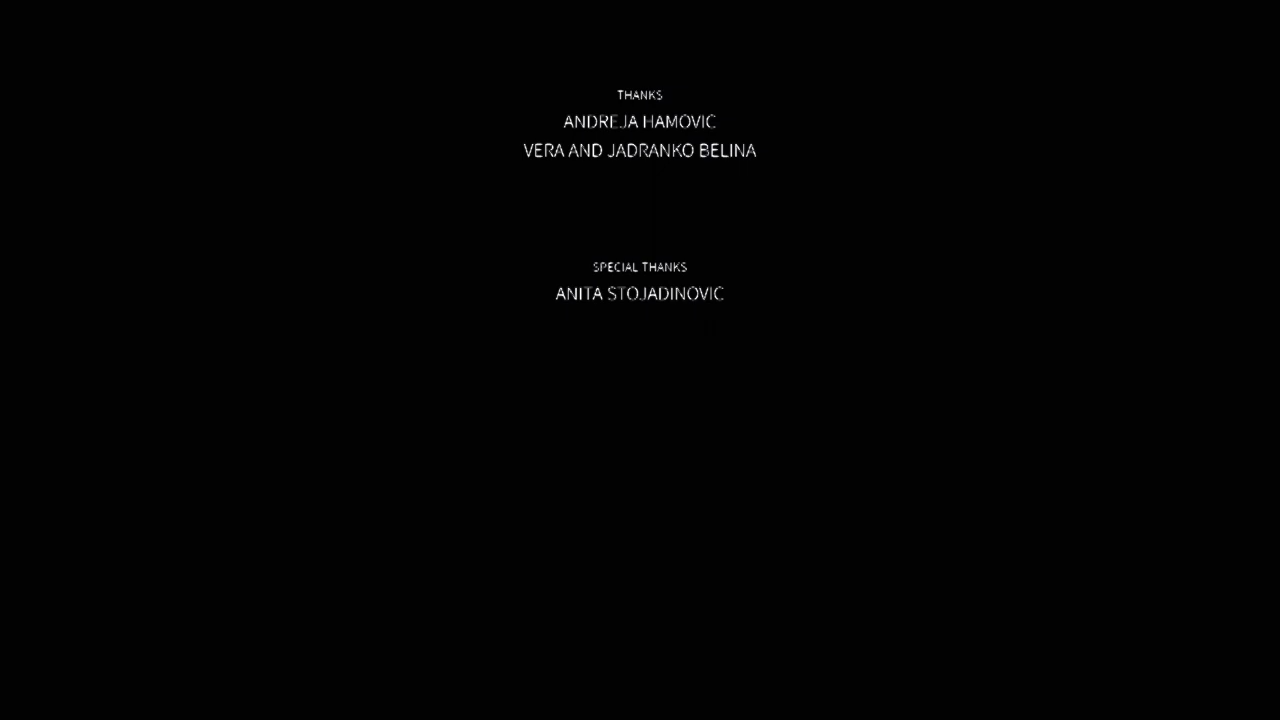 THANKS
ANDREJA HAMOVIC
VERA AND JADRANKO BELINA
SPECIAL THANKS
ANITA STOJADINOVIC